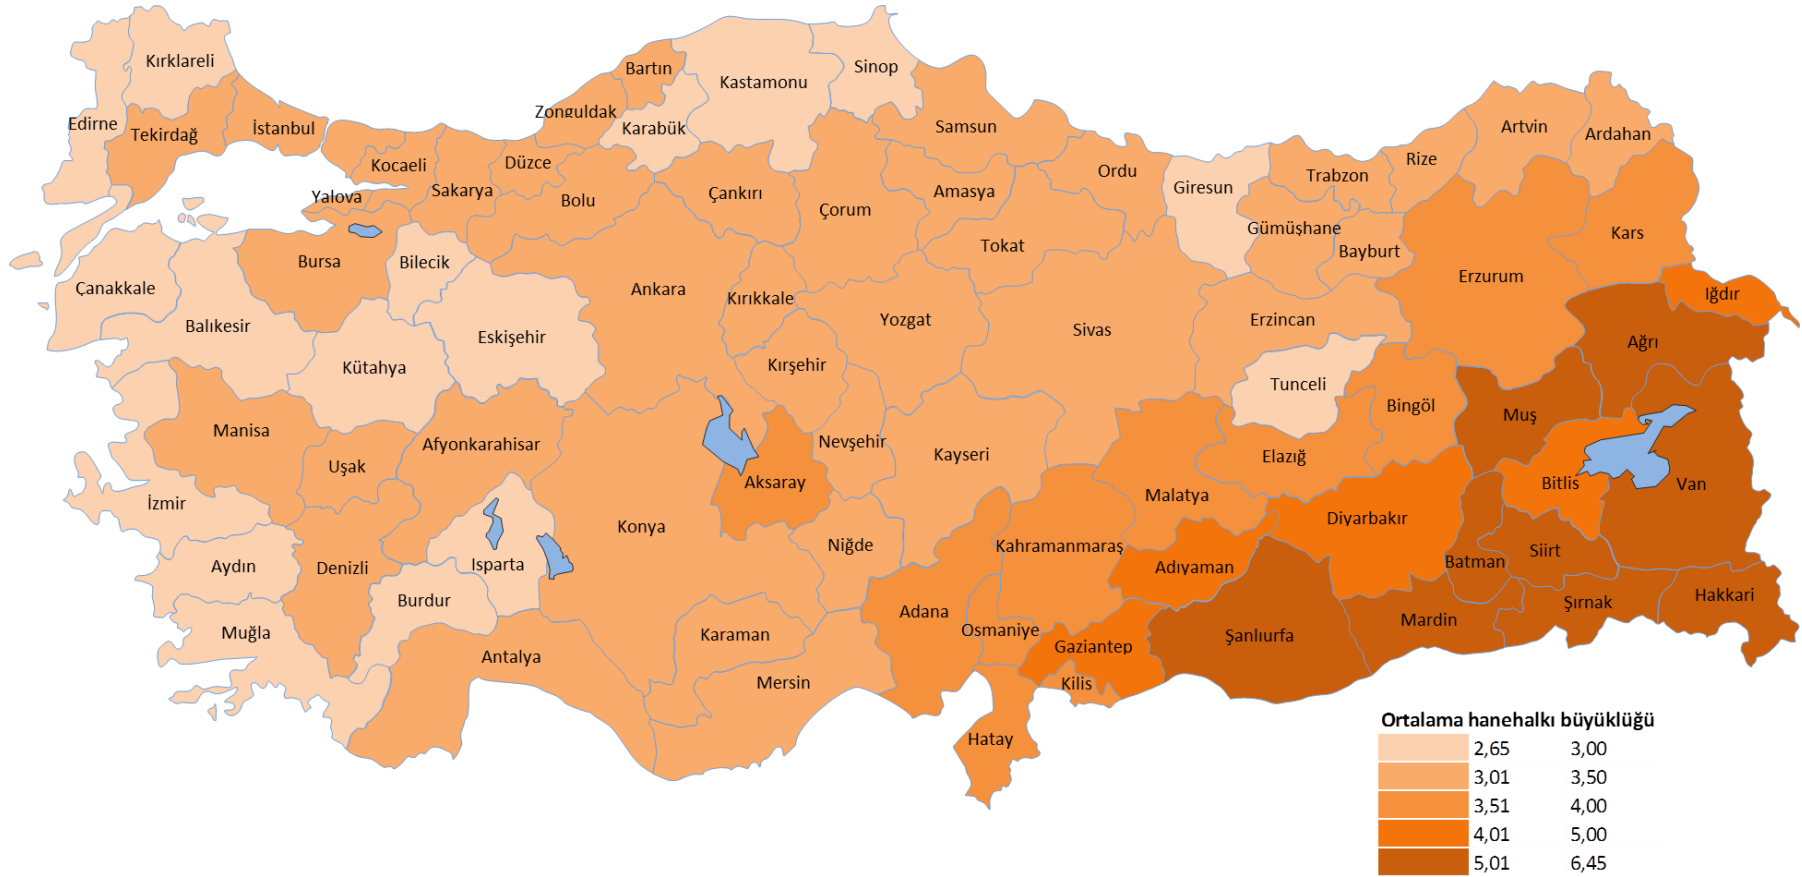 Kırklareli
Edirne
Tekirdağ
İstanbul
Bartın
Zonguldak
Karabük
Kastamonu
Sinop
Samsun
Kocaeli
Yalova
Sakarya
Düzce
Bolu
Çankırı
Çorum
Amasya
Ordu
Giresun
Trabzon
Rize
Artvin
Ardahan
Gümüşhane
Bayburt
Tokat
Kars
Erzurum
Iğdır
Çanakkale
Balıkesir
Bursa
Bilecik
Eskişehir
Kütahya
Ankara
Kırıkkale
Kırşehir
Yozgat
Sivas
Erzincan
Tunceli
Bingöl
Ağrı
Muş
Manisa
Uşak
Afyonkarahisar
Nevşehir
Kayseri
Aksaray
Elazığ
Malatya
Bitlis
Van
İzmir
Aydın
Denizli
Isparta
Burdur
Muğla
Konya
Niğde
Kahramanmaraş
Adıyaman
Diyarbakır
Batman
Siirt
Hakkari
Şırnak
Mardin
Şanlıurfa
Gaziantep
Kilis
Osmaniye
Adana
Karaman
Antalya
Mersin
Hatay
Ortalama hanehalkı büyüklüğü
2,65 3,00
3,01 3,50
3,51 4,00
4,01 5,00
5,01 6,45